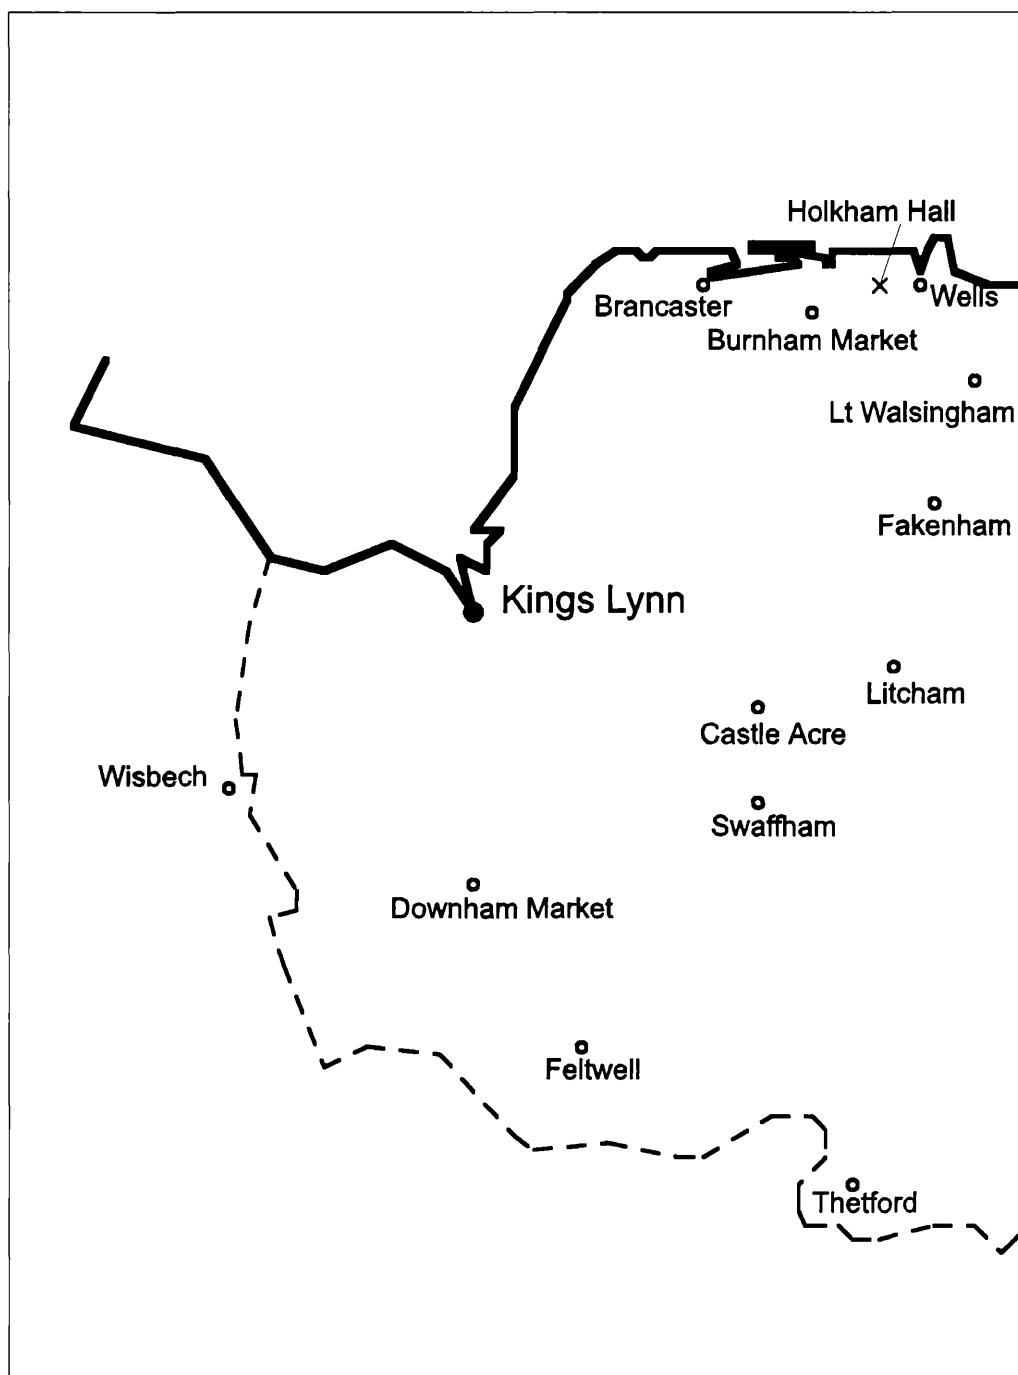 Holkham Hall
Brancaster
Wells
Burnham Market
Lt Walsingham
Fakenham
Kings Lynn
Litcham
Castle Acre
Wisbech
Swaffham
Downham Market
Feltwell
Thetford